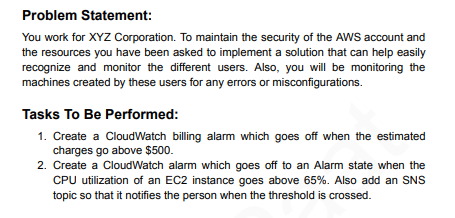 Problem Statement:
You work for XYZ Corporation. To maintain the security of the AWS account and
the resources you have been asked to implement a solution that can help easily
recognize and monitor the different users. Also, you will be monitoring the
machines created by these users for any errors or misconfigurations.
Tasks To Be Performed:
1. Create a CloudWatch billing alarm which goes off when the estimated
charges go above $500.
2. Create a CloudWatch alarm which goes off to an Alarm state when the
CPU utilization of an EC2 instance goes above 65%. Also add an SNS
topic so that it notifies the person when the threshold is crossed.